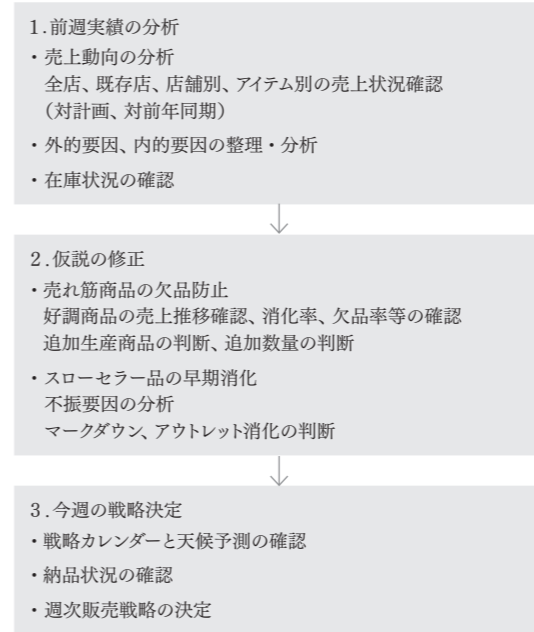 1.前週実績の分析
・売上動向の分析
全店、既存店、店舗別、アイテム別の売上状況確認
（対計画、対前年同期）
・外的要因、内的要因の整理・分析
・在庫状況の確認
2.仮説の修正
・売れ筋商品の欠品防止
好調商品の売上推移確認、消化率、欠品率等の確認
追加生産商品の判断、追加数量の判断
・スローセラー品の早期消化
不振要因の分析
マークダウン、アウトレット消化の判断
3.今週の戦略決定
・戦略カレンダーと天候予測の確認
・納品状況の確認
・週次販売戦略の決定